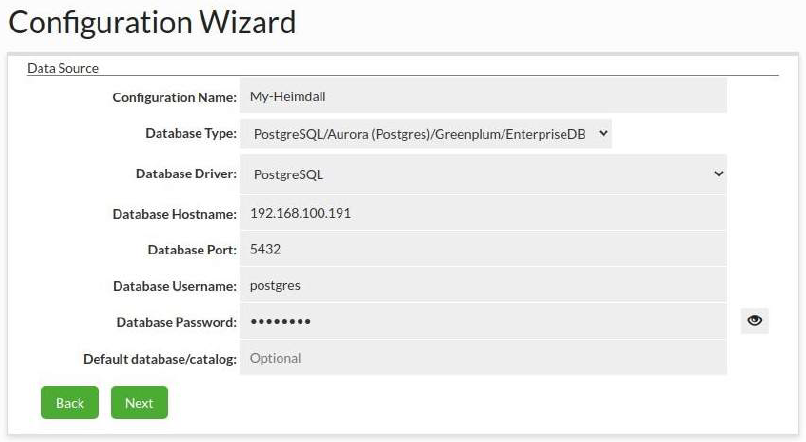 Configuration Wizard
Data Source
Configuration Name: My-Heimdall
Database Type: PostgreSQL/Aurora (Postgres)/Greenplum/EnterpriseDB
Database Driver: PostgreSQL
Database Hostname: 192.168.100.191
Database Port: 5432
Database Username: postgres
Database Password: ••••••••
Default database/catalog: Optional
Back Next